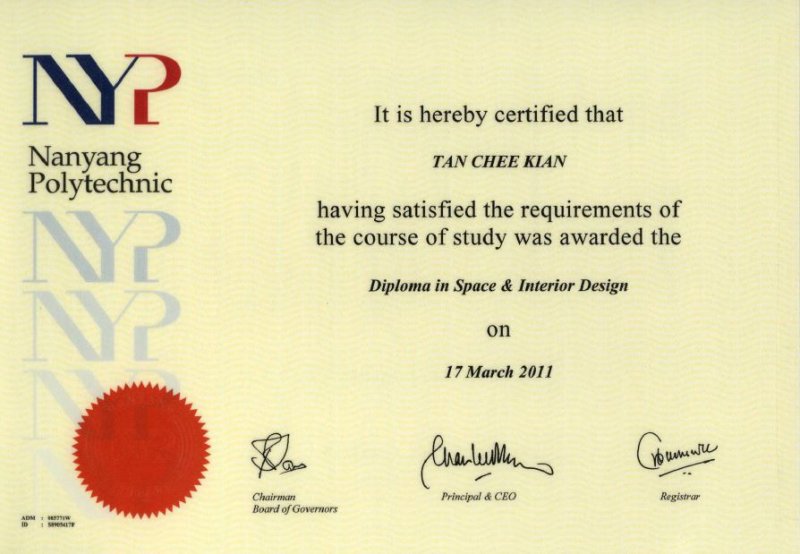 NYP
Nanyang
Polytechnic
It is hereby certified that
TAN CHEE KIAN
having satisfied the requirements of
the course of study was awarded the
Diploma in Space & Interior Design
on
17 March 2011
Chairman
Board of Governors
Principal & CEO
Registrar
ADM :
ID :